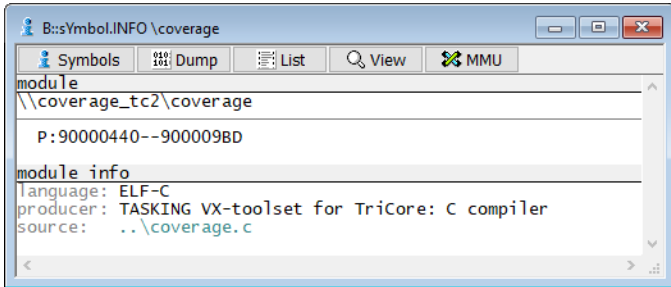 B::sYmbol.INFO \coverage
Symbols Dump List View MMU
module
\\coverage_tc2\coverage
P:90000440--900009BD
module info
language: ELF-C
producer: TASKING VX-toolset for TriCore: C compiler
source: ..\coverage.c